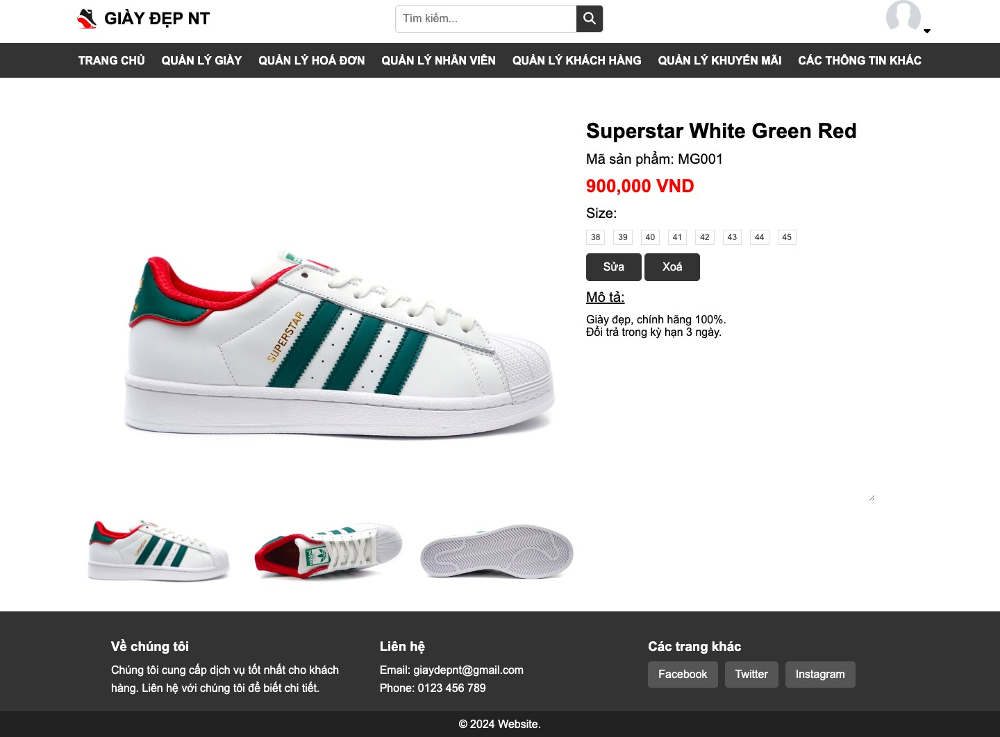 GIÀY ĐẸP NT
Tìm kiếm...
TRANG CHỦ QUẢN LÝ GIÀY QUẢN LÝ HOÁ ĐƠN QUẢN LÝ NHÂN VIÊN QUẢN LÝ KHÁCH HÀNG QUẢN LÝ KHUYẾN MÃI CÁC THÔNG TIN KHÁC
Superstar White Green Red
Mã sản phẩm: MG001
900,000 VND
Size:
38 39 40 41 42 43 44 45
Sửa Xoá
Mô tả:
Giày đẹp, chính hãng 100%.
Đổi trả trong kỳ hạn 3 ngày.
SUPERSTAR
Về chúng tôi
Chúng tôi cung cấp dịch vụ tốt nhất cho khách
hàng. Liên hệ với chúng tôi để biết chi tiết.
Liên hệ
Email: giaydepnt@gmail.com
Phone: 0123 456 789
Các trang khác
Facebook Twitter Instagram
© 2024 Website.